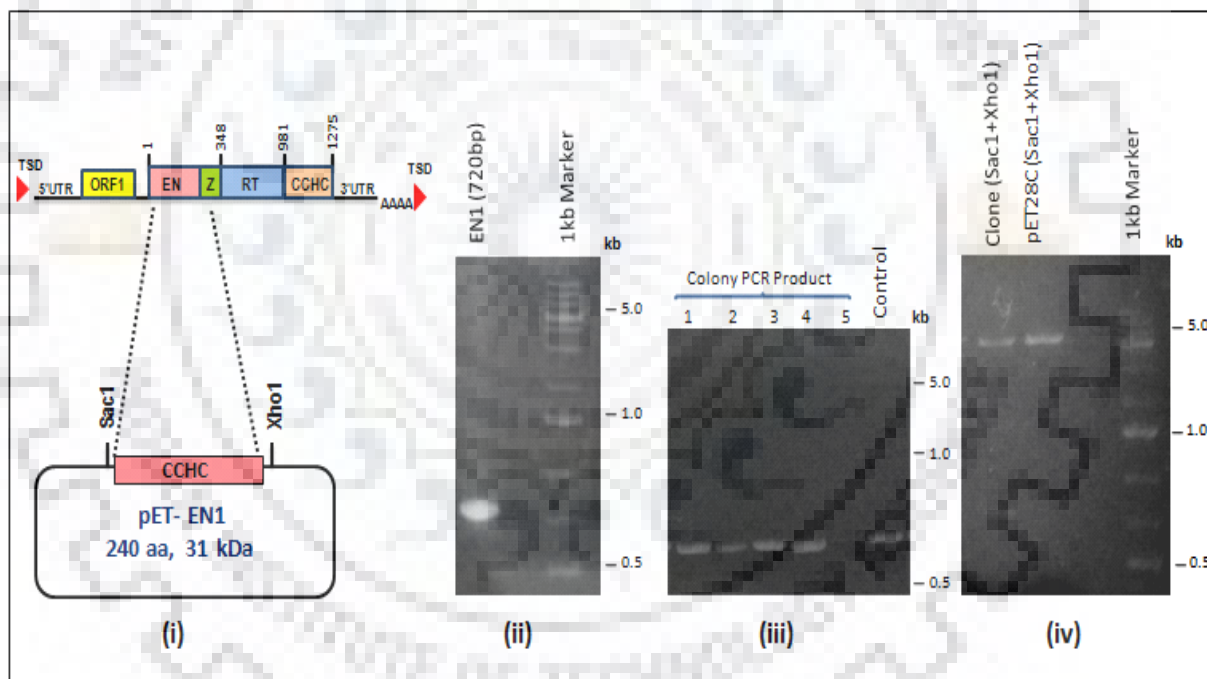 1
348
981
1275
TSD
TSD
5'UTR
ORF1
EN
Z
RT
CCHC
3'UTR
AAAA
Sac1
Xho1
CCHC
pET- EN1
240 aa, 31 kDa
(i)
EN1 (720bp)
1kb Marker
kb
– 5.0
– 1.0
– 0.5
(ii)
Colony PCR Product
1 2 3 4 5
Control
kb
– 5.0
– 1.0
– 0.5
(iii)
Clone (Sac1+Xho1)
pET28C (Sac1+Xho1)
1kb Marker
kb
– 5.0
– 1.0
– 0.5
(iv)